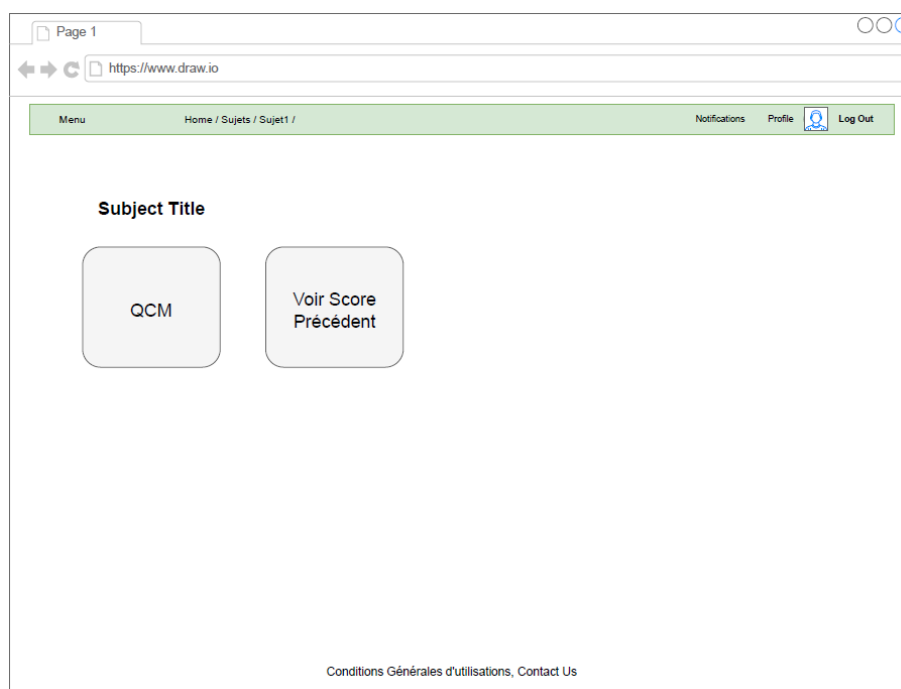 Page 1
https://www.draw.io
Menu Home / Sujets / Sujet1 / Notifications Profile Log Out
Subject Title
QCM
Voir Score
Précédent
Conditions Générales d'utilisations, Contact Us